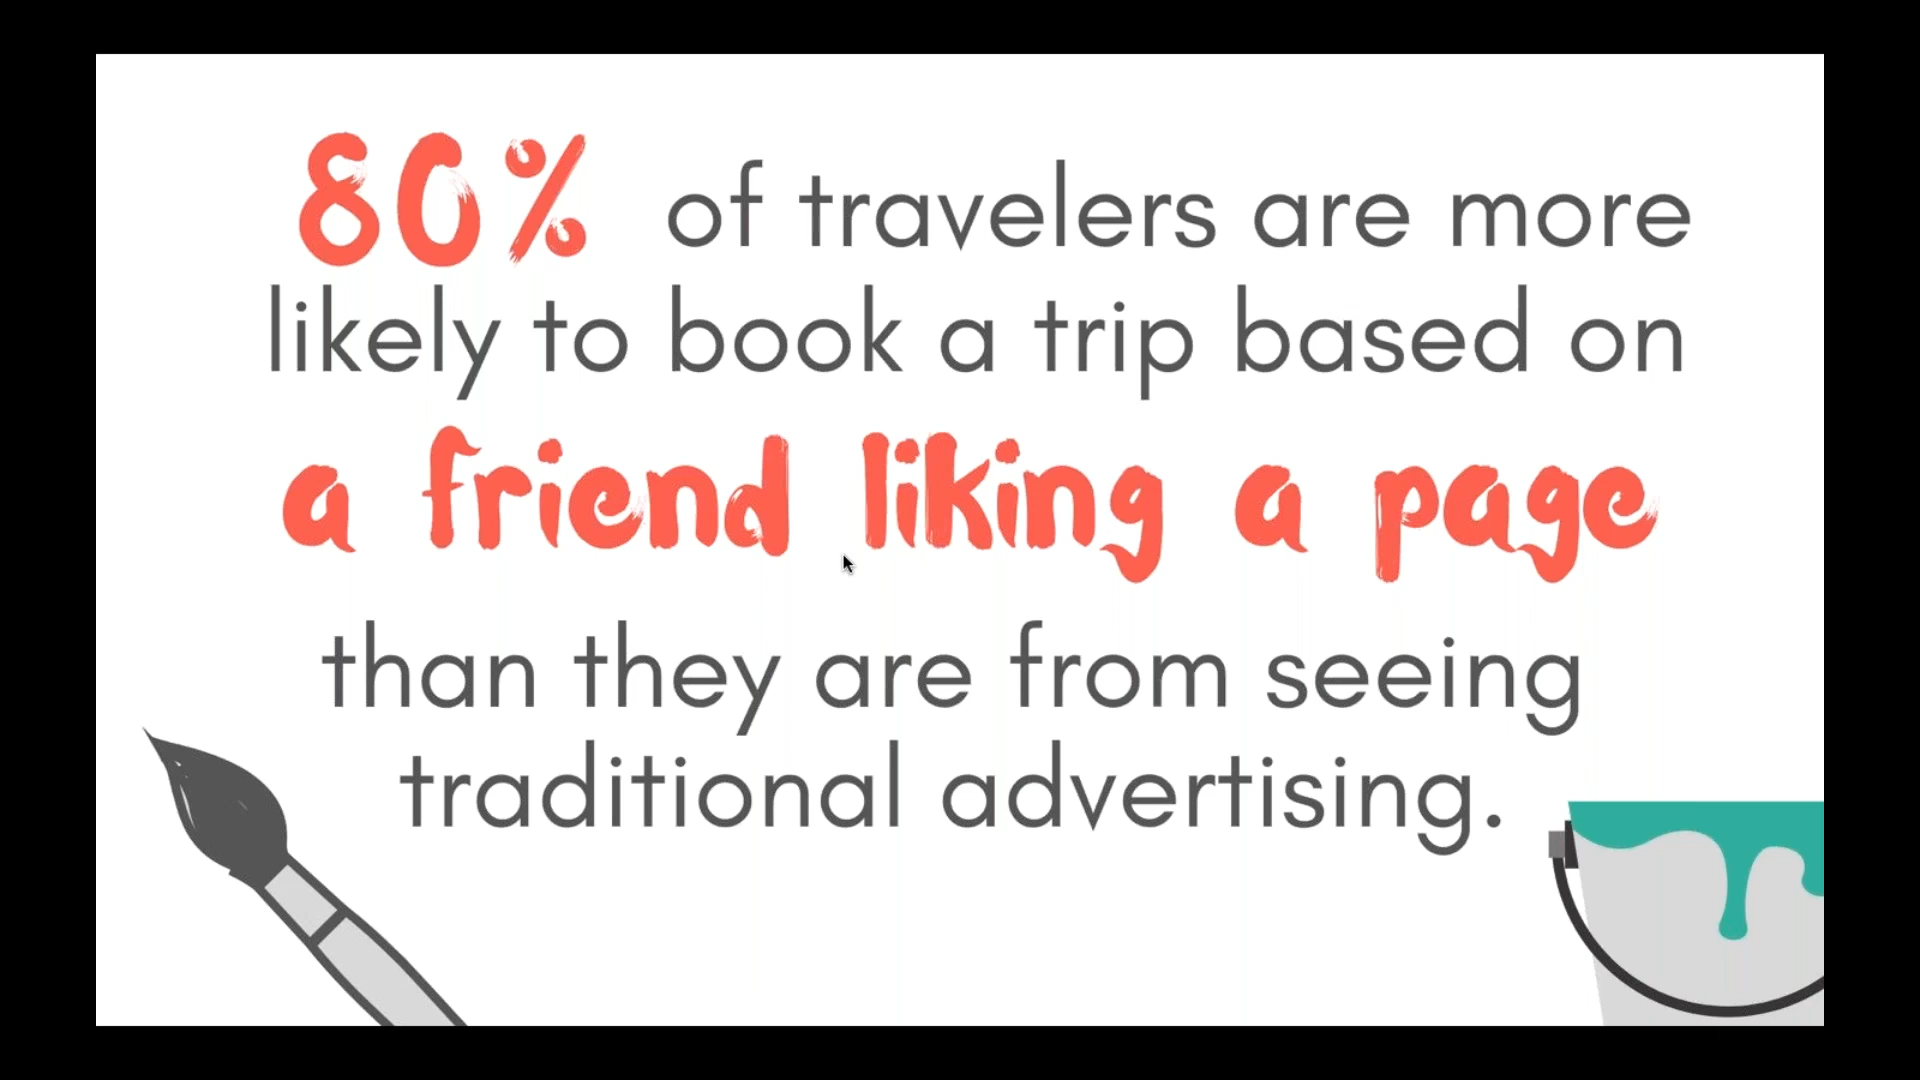 80% of travelers are more
likely to book a trip based on
a friend liking a page
than they are from seeing
traditional advertising.